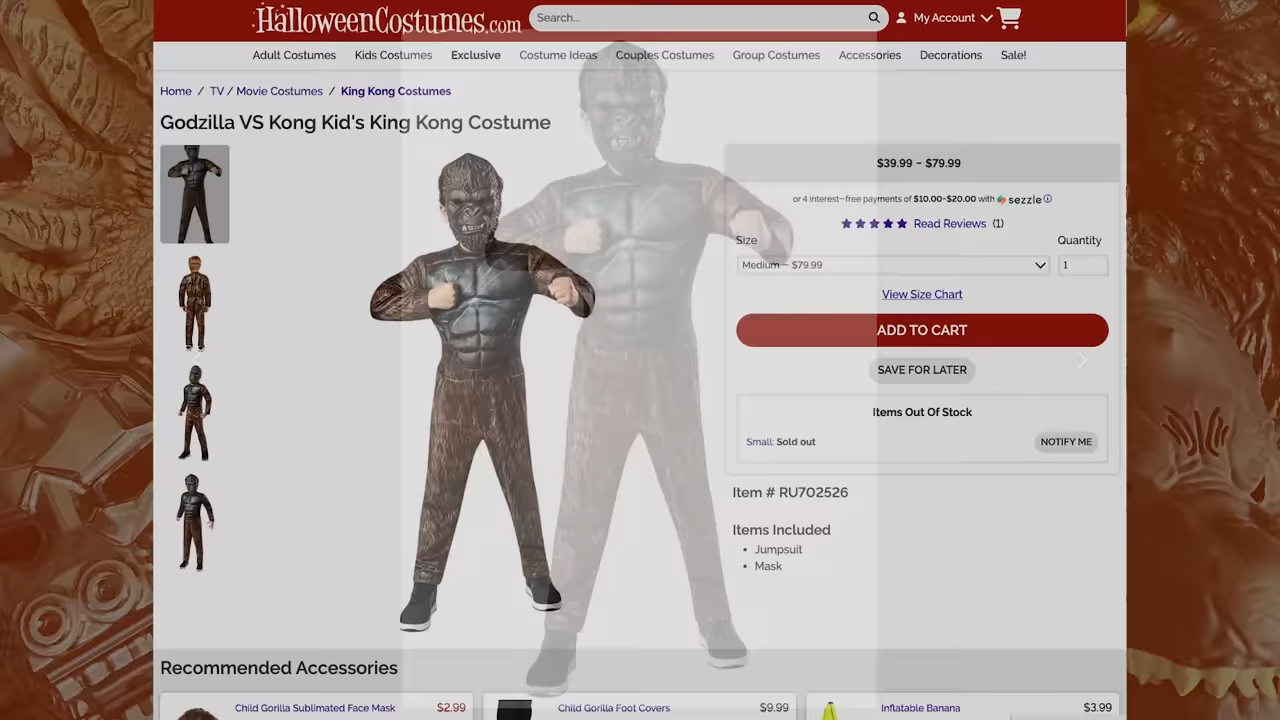 HalloweenCostumes.com
Search...
My Account
Adult Costumes Kids Costumes Exclusive Costume Ideas Couples Costumes Group Costumes Accessories Decorations Sale!
Home / TV / Movie Costumes / King Kong Costumes
Godzilla VS Kong Kid's King Kong Costume
$39.99 - $79.99
or 4 interest-free payments of $10.00-$20.00 with sezzle
Read Reviews (1)
Size Quantity
Medium - $79.99 1
View Size Chart
ADD TO CART
SAVE FOR LATER
Items Out Of Stock
Small: Sold out NOTIFY ME
Item # RU702526
Items Included
• Jumpsuit
• Mask
Recommended Accessories
Child Gorilla Sublimated Face Mask $2.99 Child Gorilla Foot Covers $9.99 Inflatable Banana $3.99